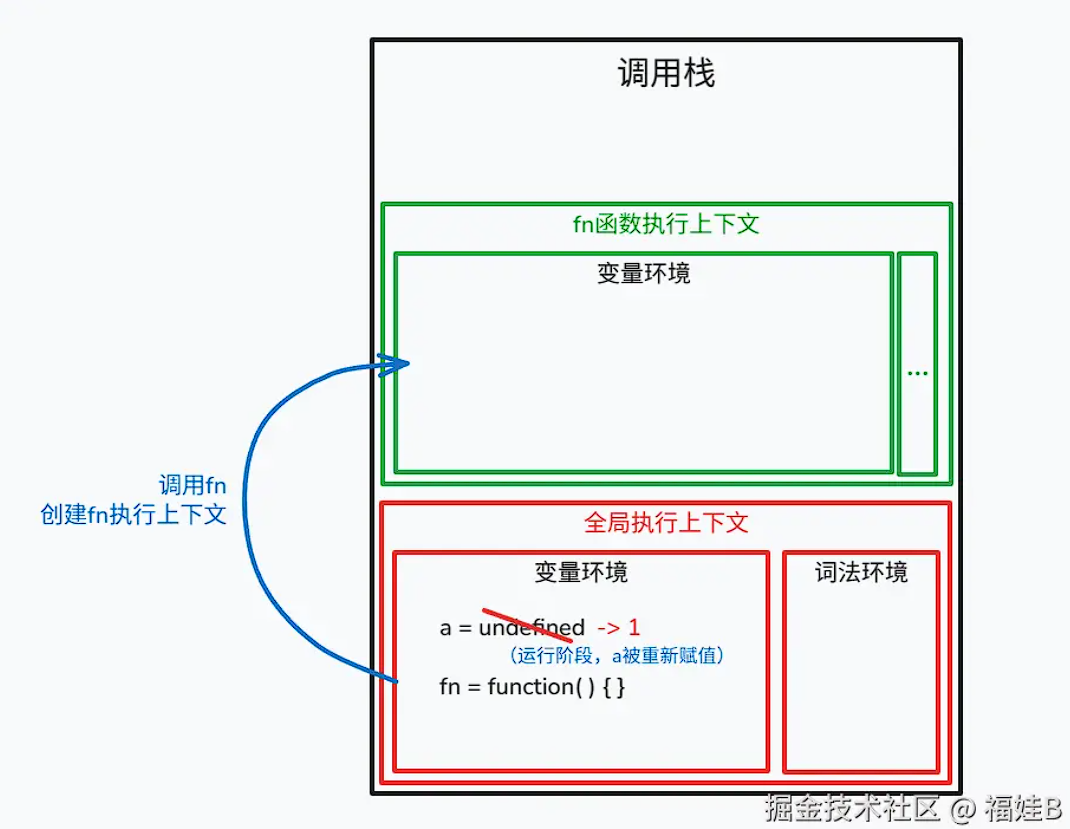 调用栈
fn函数执行上下文
变量环境
...
调用fn
创建fn执行上下文
全局执行上下文
变量环境
词法环境
a = undefined -> 1
（运行阶段，a被重新赋值）
fn = function( ) { }
掘金技术社区 @ 福娃B